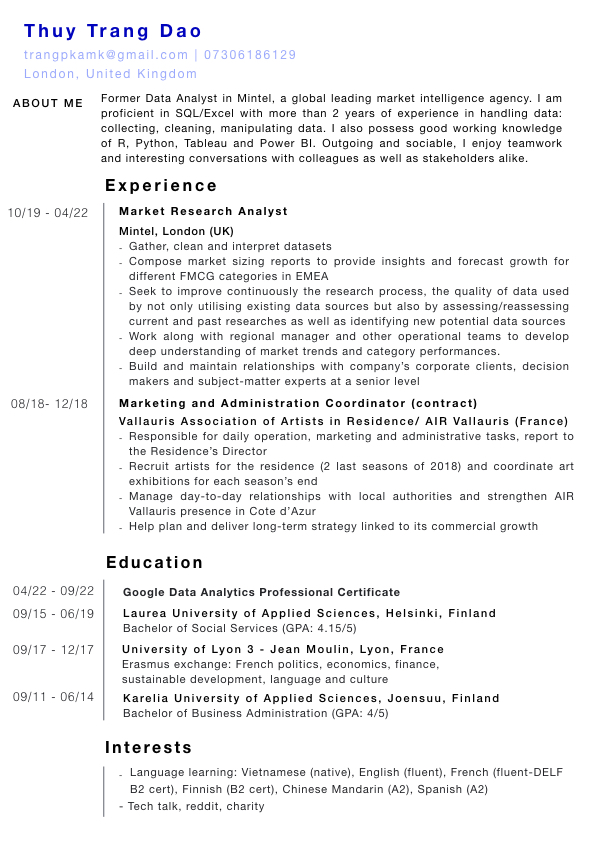 Thuy Trang Dao
trangpkamk@gmail.com | 07306186129
London, United Kingdom
ABOUT ME
Former Data Analyst in Mintel, a global leading market intelligence agency. I am
proficient in SQL/Excel with more than 2 years of experience in handling data:
collecting, cleaning, manipulating data. I also possess good working knowledge
of R, Python, Tableau and Power BI. Outgoing and sociable, I enjoy teamwork
and interesting conversations with colleagues as well as stakeholders alike.
Experience
10/19 - 04/22
Market Research Analyst
Mintel, London (UK)
- Gather, clean and interpret datasets
- Compose market sizing reports to provide insights and forecast growth for
different FMCG categories in EMEA
- Seek to improve continuously the research process, the quality of data used
by not only utilising existing data sources but also by assessing/reassessing
current and past researches as well as identifying new potential data sources
- Work along with regional manager and other operational teams to develop
deep understanding of market trends and category performances.
- Build and maintain relationships with company's corporate clients, decision
makers and subject-matter experts at a senior level
08/18- 12/18
Marketing and Administration Coordinator (contract)
Vallauris Association of Artists in Residence/ AIR Vallauris (France)
- Responsible for daily operation, marketing and administrative tasks, report to
the Residence's Director
- Recruit artists for the residence (2 last seasons of 2018) and coordinate art
exhibitions for each season's end
- Manage day-to-day relationships with local authorities and strengthen AIR
Vallauris presence in Cote d'Azur
- Help plan and deliver long-term strategy linked to its commercial growth
Education
04/22 - 09/22
Google Data Analytics Professional Certificate
09/15 - 06/19
Laurea University of Applied Sciences, Helsinki, Finland
Bachelor of Social Services (GPA: 4.15/5)
09/17 - 12/17
University of Lyon 3 - Jean Moulin, Lyon, France
Erasmus exchange: French politics, economics, finance,
sustainable development, language and culture
09/11 - 06/14
Karelia University of Applied Sciences, Joensuu, Finland
Bachelor of Business Administration (GPA: 4/5)
Interests
- Language learning: Vietnamese (native), English (fluent), French (fluent-DELF
B2 cert), Finnish (B2 cert), Chinese Mandarin (A2), Spanish (A2)
- Tech talk, reddit, charity